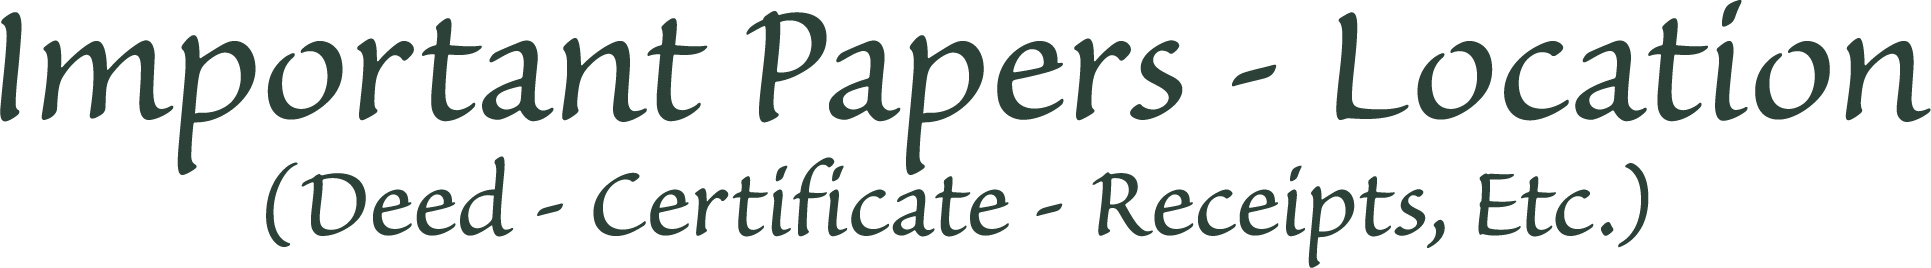 Important Papers - Location
(Deed - Certificate - Receipts, Etc.)